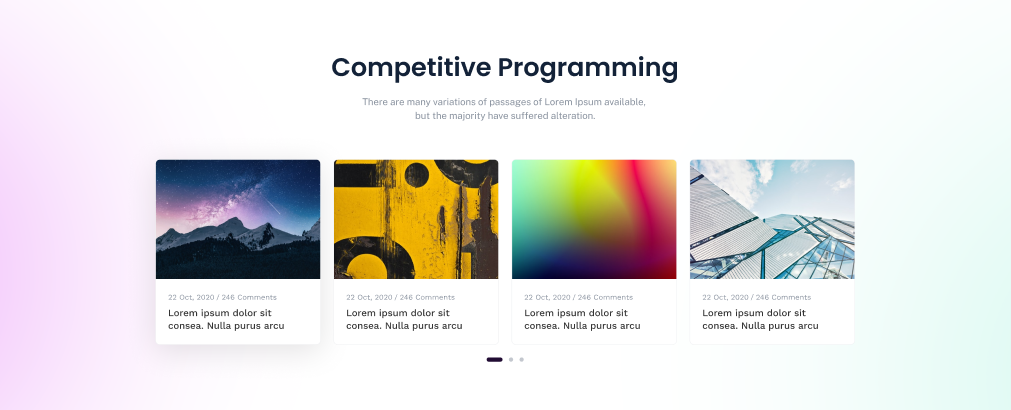 Competitive Programming
There are many variations of passages of Lorem Ipsum available,
but the majority have suffered alteration.
22 Oct, 2020 / 246 Comments
Lorem ipsum dolor sit
consea. Nulla purus arcu
22 Oct, 2020 / 246 Comments
Lorem ipsum dolor sit
consea. Nulla purus arcu
22 Oct, 2020 / 246 Comments
Lorem ipsum dolor sit
consea. Nulla purus arcu
22 Oct, 2020 / 246 Comments
Lorem ipsum dolor sit
consea. Nulla purus arcu